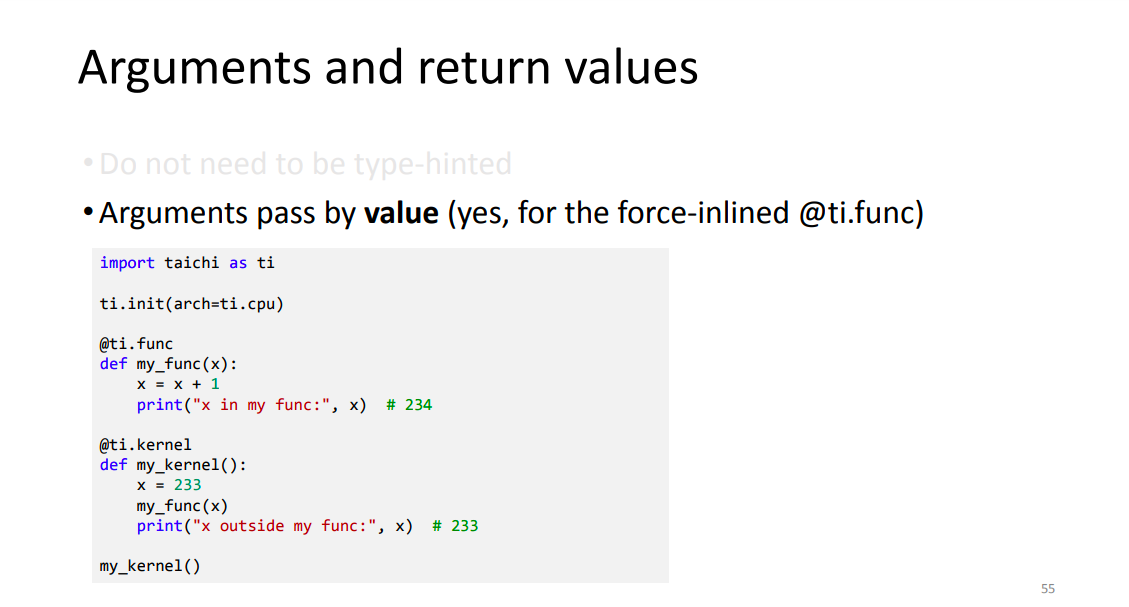 Arguments and return values
•Do not need to be type-hinted
•Arguments pass by value (yes, for the force-inlined @ti.func)
import taichi as ti
ti.init(arch=ti.cpu)
@ti.func
def my_func(x):
    x = x + 1
    print("x in my func:", x)  # 234
@ti.kernel
def my_kernel():
    x = 233
    my_func(x)
    print("x outside my func:", x)  # 233
my_kernel()
55